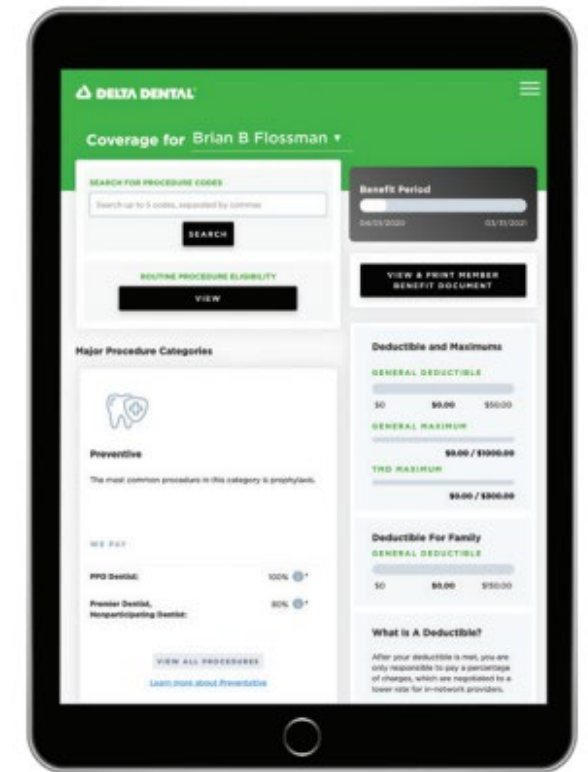 DELTA DENTAL
Coverage for Brian B Flossman
SEARCH FOR PROCEDURE CODES
Search up to 5 codes, separated by commas
SEARCH
ROUTINE PROCEDURE ELIGIBILITY
VIEW
Benefit Period
04/01/2020 03/31/2021
VIEW & PRINT MEMBER
BENEFIT DOCUMENT
Major Procedure Categories
Preventive
The most common procedure in this category is prophylaxis.
WE PAY
PPO Dentist: 100% *
Premier Dentist,
Nonparticipating Dentist: 80% *
VIEW ALL PROCEDURES
Learn more about Preventative
Deductible and Maximums
GENERAL DEDUCTIBLE
$0 $0.00 $50.00
GENERAL MAXIMUM
$0.00 / $1000.00
TMD MAXIMUM
$0.00 / $300.00
Deductible For Family
GENERAL DEDUCTIBLE
$0 $0.00 $150.00
What Is A Deductible?
After your deductible is met, you are
only responsible to pay a percentage
of charges, which are negotiated to a
lower rate for in-network providers.